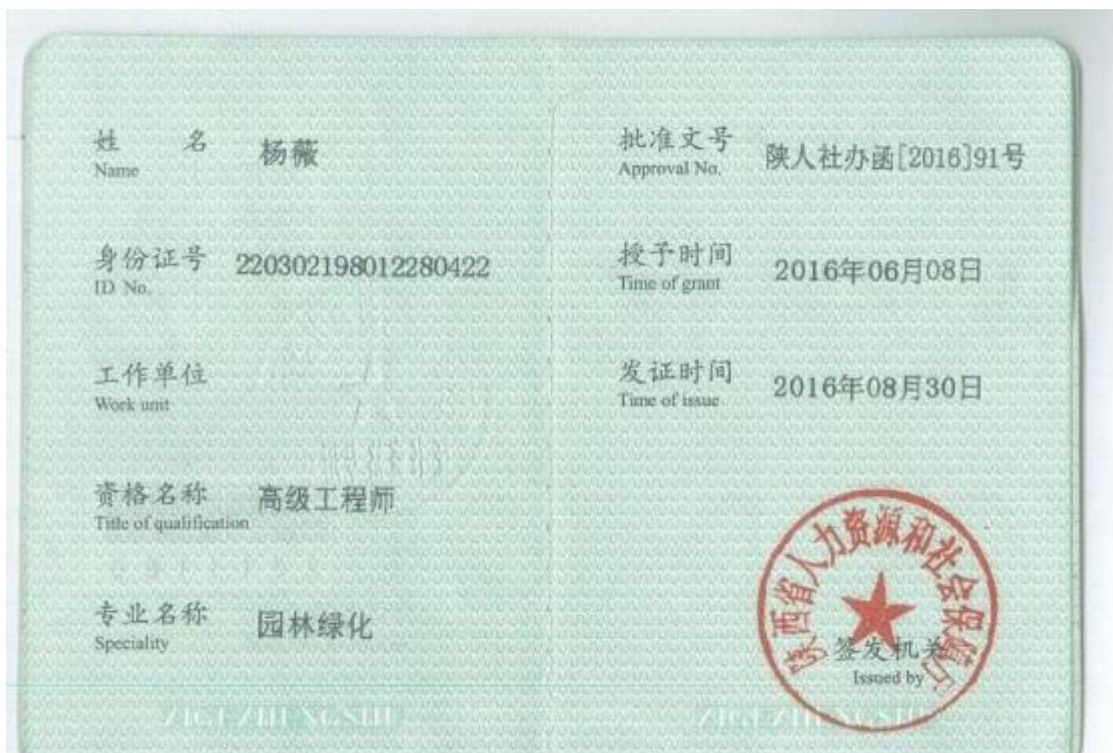 姓 名 杨薇
Name
身份证号 220302198012280422
ID No.
工作单位
Work unit
资格名称 高级工程师
Title of qualification
专业名称 园林绿化
Speciality
批准文号 陕人社办函[2016]91号
Approval No.
授予时间 2016年06月08日
Time of grant
发证时间 2016年08月30日
Time of issue
陕西省人力资源和社会保障厅
签发机关
Issued by
ZIGE ZHENGSHU
ZIGE ZHENGSHU